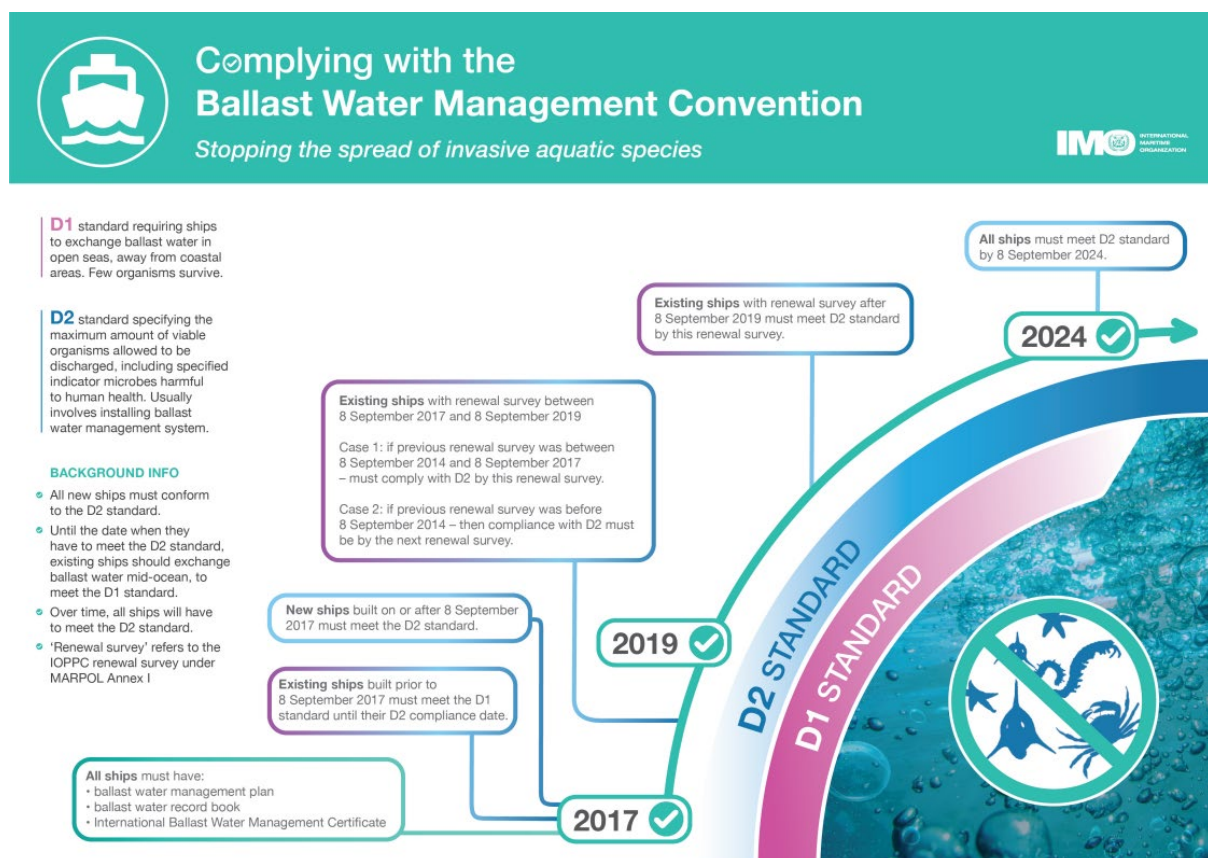 Complying with the
Ballast Water Management Convention
Stopping the spread of invasive aquatic species
IMO
INTERNATIONAL
MARITIME
ORGANIZATION
D1 standard requiring ships
to exchange ballast water in
open seas, away from coastal
areas. Few organisms survive.
D2 standard specifying the
maximum amount of viable
organisms allowed to be
discharged, including specified
indicator microbes harmful
to human health. Usually
involves installing ballast
water management system.
BACKGROUND INFO
All new ships must conform
to the D2 standard.
Until the date when they
have to meet the D2 standard,
existing ships should exchange
ballast water mid-ocean, to
meet the D1 standard.
Over time, all ships will have
to meet the D2 standard.
‘Renewal survey’ refers to the
IOPPC renewal survey under
MARPOL Annex I
All ships must meet D2 standard
by 8 September 2024.
2024
Existing ships with renewal survey after
8 September 2019 must meet D2 standard
by this renewal survey.
Existing ships with renewal survey between
8 September 2017 and 8 September 2019
Case 1: if previous renewal survey was between
8 September 2014 and 8 September 2017
– must comply with D2 by this renewal survey.
Case 2: if previous renewal survey was before
8 September 2014 – then compliance with D2 must
be by the next renewal survey.
2019
New ships built on or after 8 September
2017 must meet the D2 standard.
Existing ships built prior to
8 September 2017 must meet the D1
standard until their D2 compliance date.
All ships must have:
• ballast water management plan
• ballast water record book
• International Ballast Water Management Certificate
2017
D2 STANDARD
D1 STANDARD